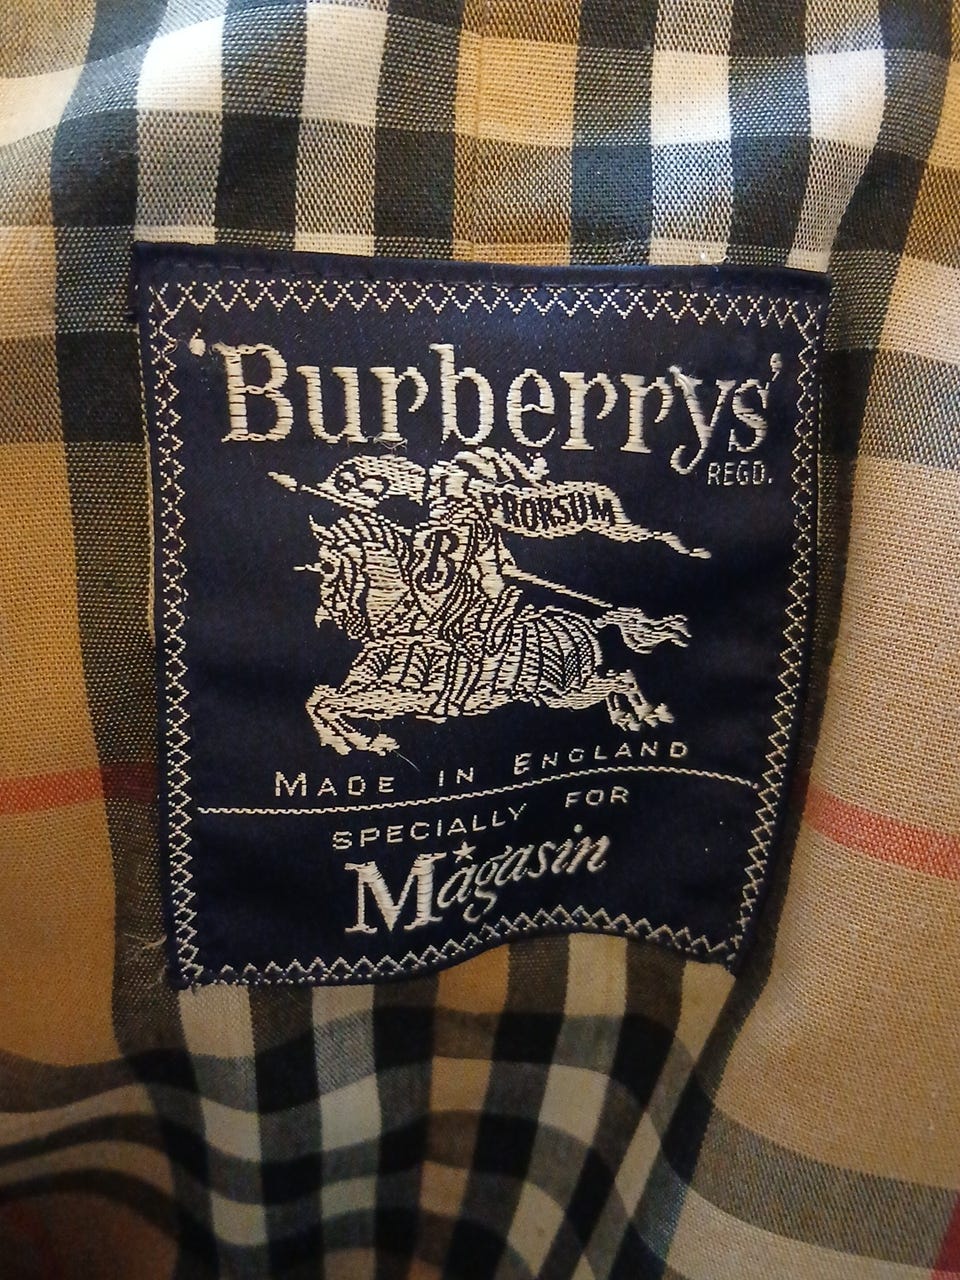 'Burberrys'
REGD.
PRORSUM
B
MADE IN ENGLAND
SPECIALLY FOR
Magasin